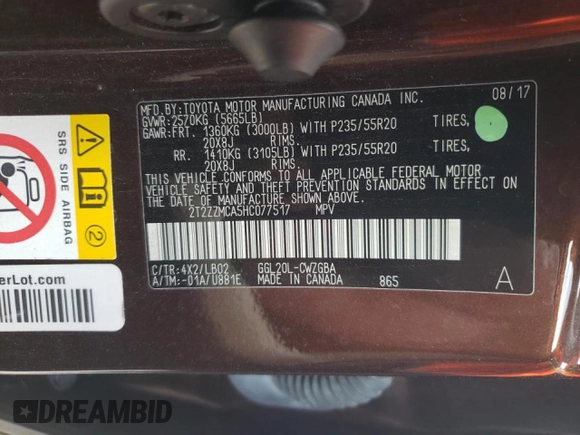 MFD.BY:TOYOTA MOTOR MANUFACTURING CANADA INC. 08/17
GVWR:2570KG (5665LB)
GAWR:FRT. 1360KG (3000LB) WITH P235/55R20 TIRES,
20X8J RIMS,
RR. 1410KG (3105LB) WITH P235/55R20 TIRES,
20X8J RIMS,
THIS VEHICLE CONFORMS TO ALL APPLICABLE FEDERAL MOTOR
VEHICLE SAFETY AND THEFT PREVENTION STANDARDS IN EFFECT ON
THE DATE OF MANUFACTURE SHOWN ABOVE.
2T2ZZMCA5HC077517 MPV
C/TR:4X2/LB02 GGL20L-CWZGBA
A/TM:-01A/U881E MADE IN CANADA 865 A
SRS SIDE AIRBAG
2
erLot.com
DREAMBID